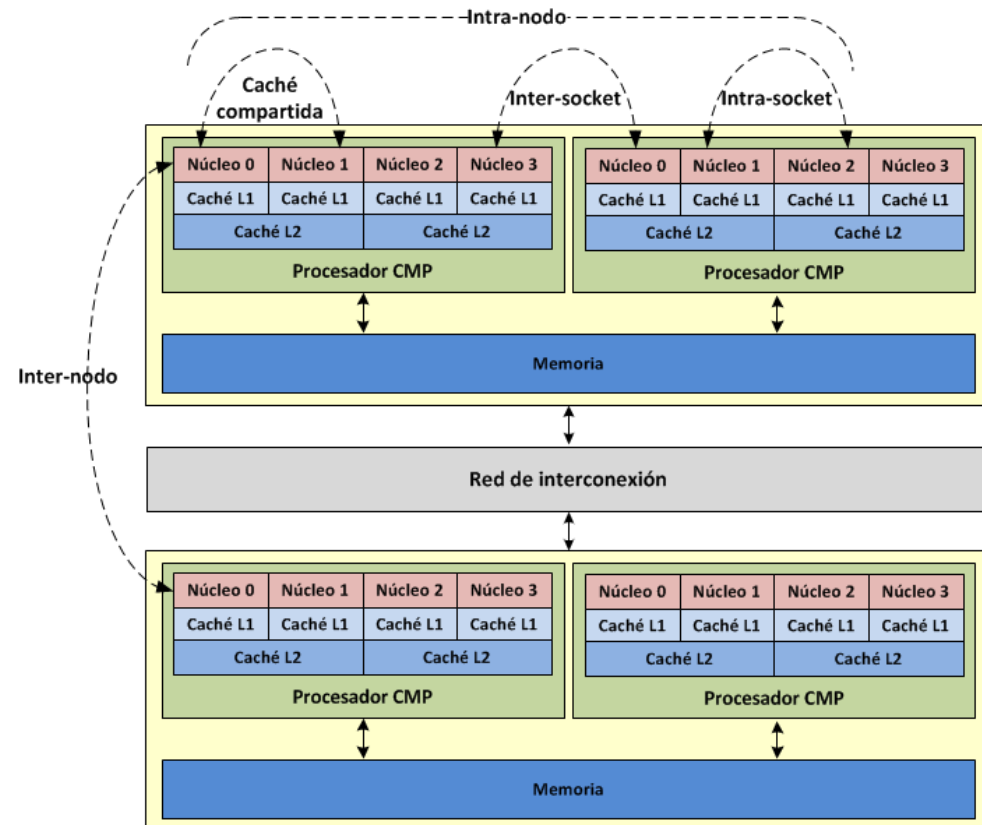 Intra-nodo
Caché
compartida
Inter-socket
Intra-socket
Núcleo 0 Núcleo 1 Núcleo 2 Núcleo 3
Caché L1 Caché L1 Caché L1 Caché L1
Caché L2 Caché L2
Procesador CMP
Núcleo 0 Núcleo 1 Núcleo 2 Núcleo 3
Caché L1 Caché L1 Caché L1 Caché L1
Caché L2 Caché L2
Procesador CMP
Memoria
Inter-nodo
Red de interconexión
Núcleo 0 Núcleo 1 Núcleo 2 Núcleo 3
Caché L1 Caché L1 Caché L1 Caché L1
Caché L2 Caché L2
Procesador CMP
Núcleo 0 Núcleo 1 Núcleo 2 Núcleo 3
Caché L1 Caché L1 Caché L1 Caché L1
Caché L2 Caché L2
Procesador CMP
Memoria